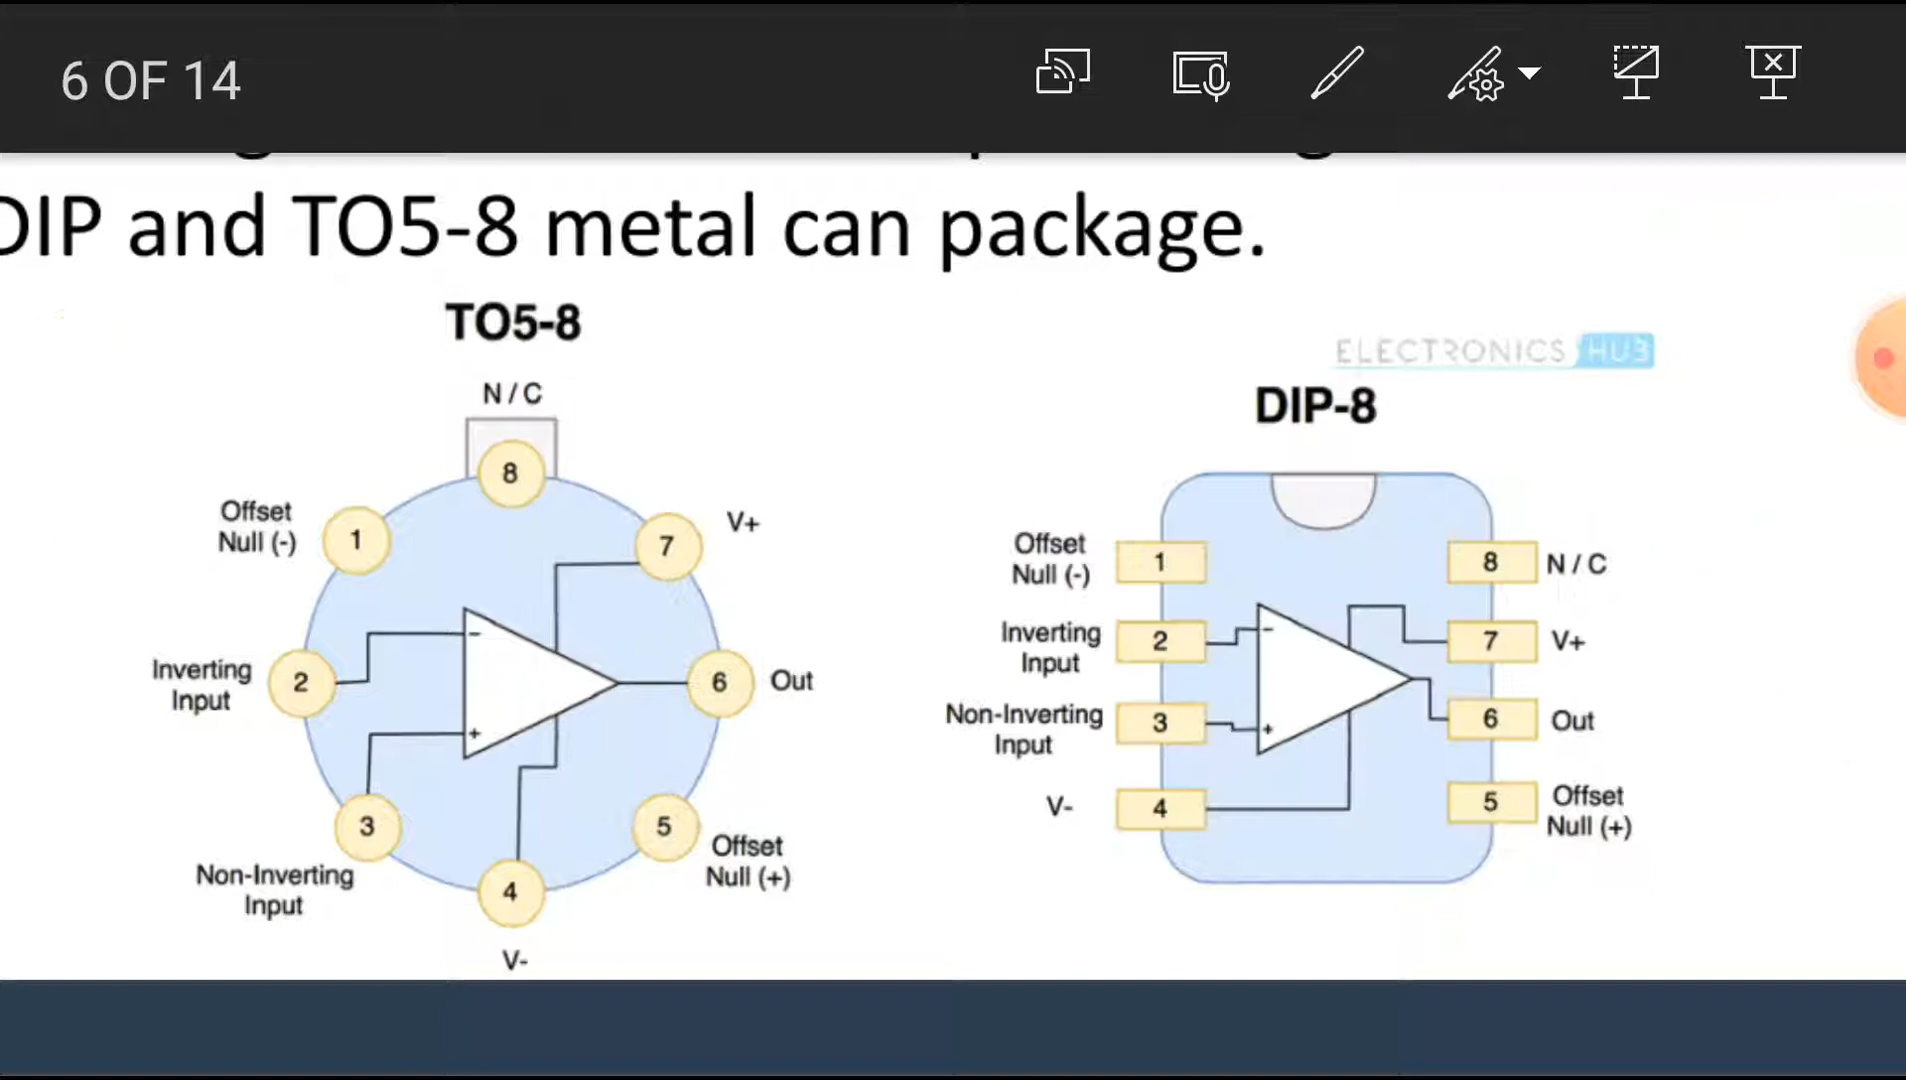 6 OF 14
DIP and TO5-8 metal can package.
TO5-8
N / C
8
Offset
Null (-)
1
7
V+
Inverting
Input
2
-
+
6
Out
3
Non-Inverting
Input
5
Offset
Null (+)
4
V-
ELECTRONICS HUB
DIP-8
Offset
Null (-)
1
8
N / C
Inverting
Input
2
-
7
V+
Non-Inverting
Input
3
+
6
Out
V-
4
5
Offset
Null (+)